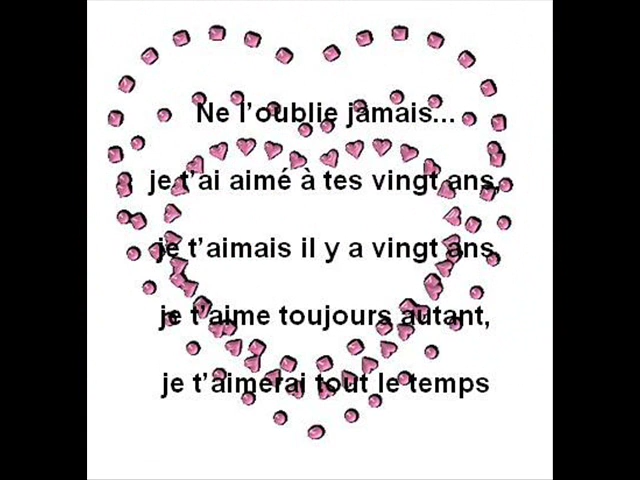 Ne l'oublie jamais...
je t'ai aimé à tes vingt ans,
je t'aimais il y a vingt ans,
je t'aime toujours autant,
je t'aimerai tout le temps